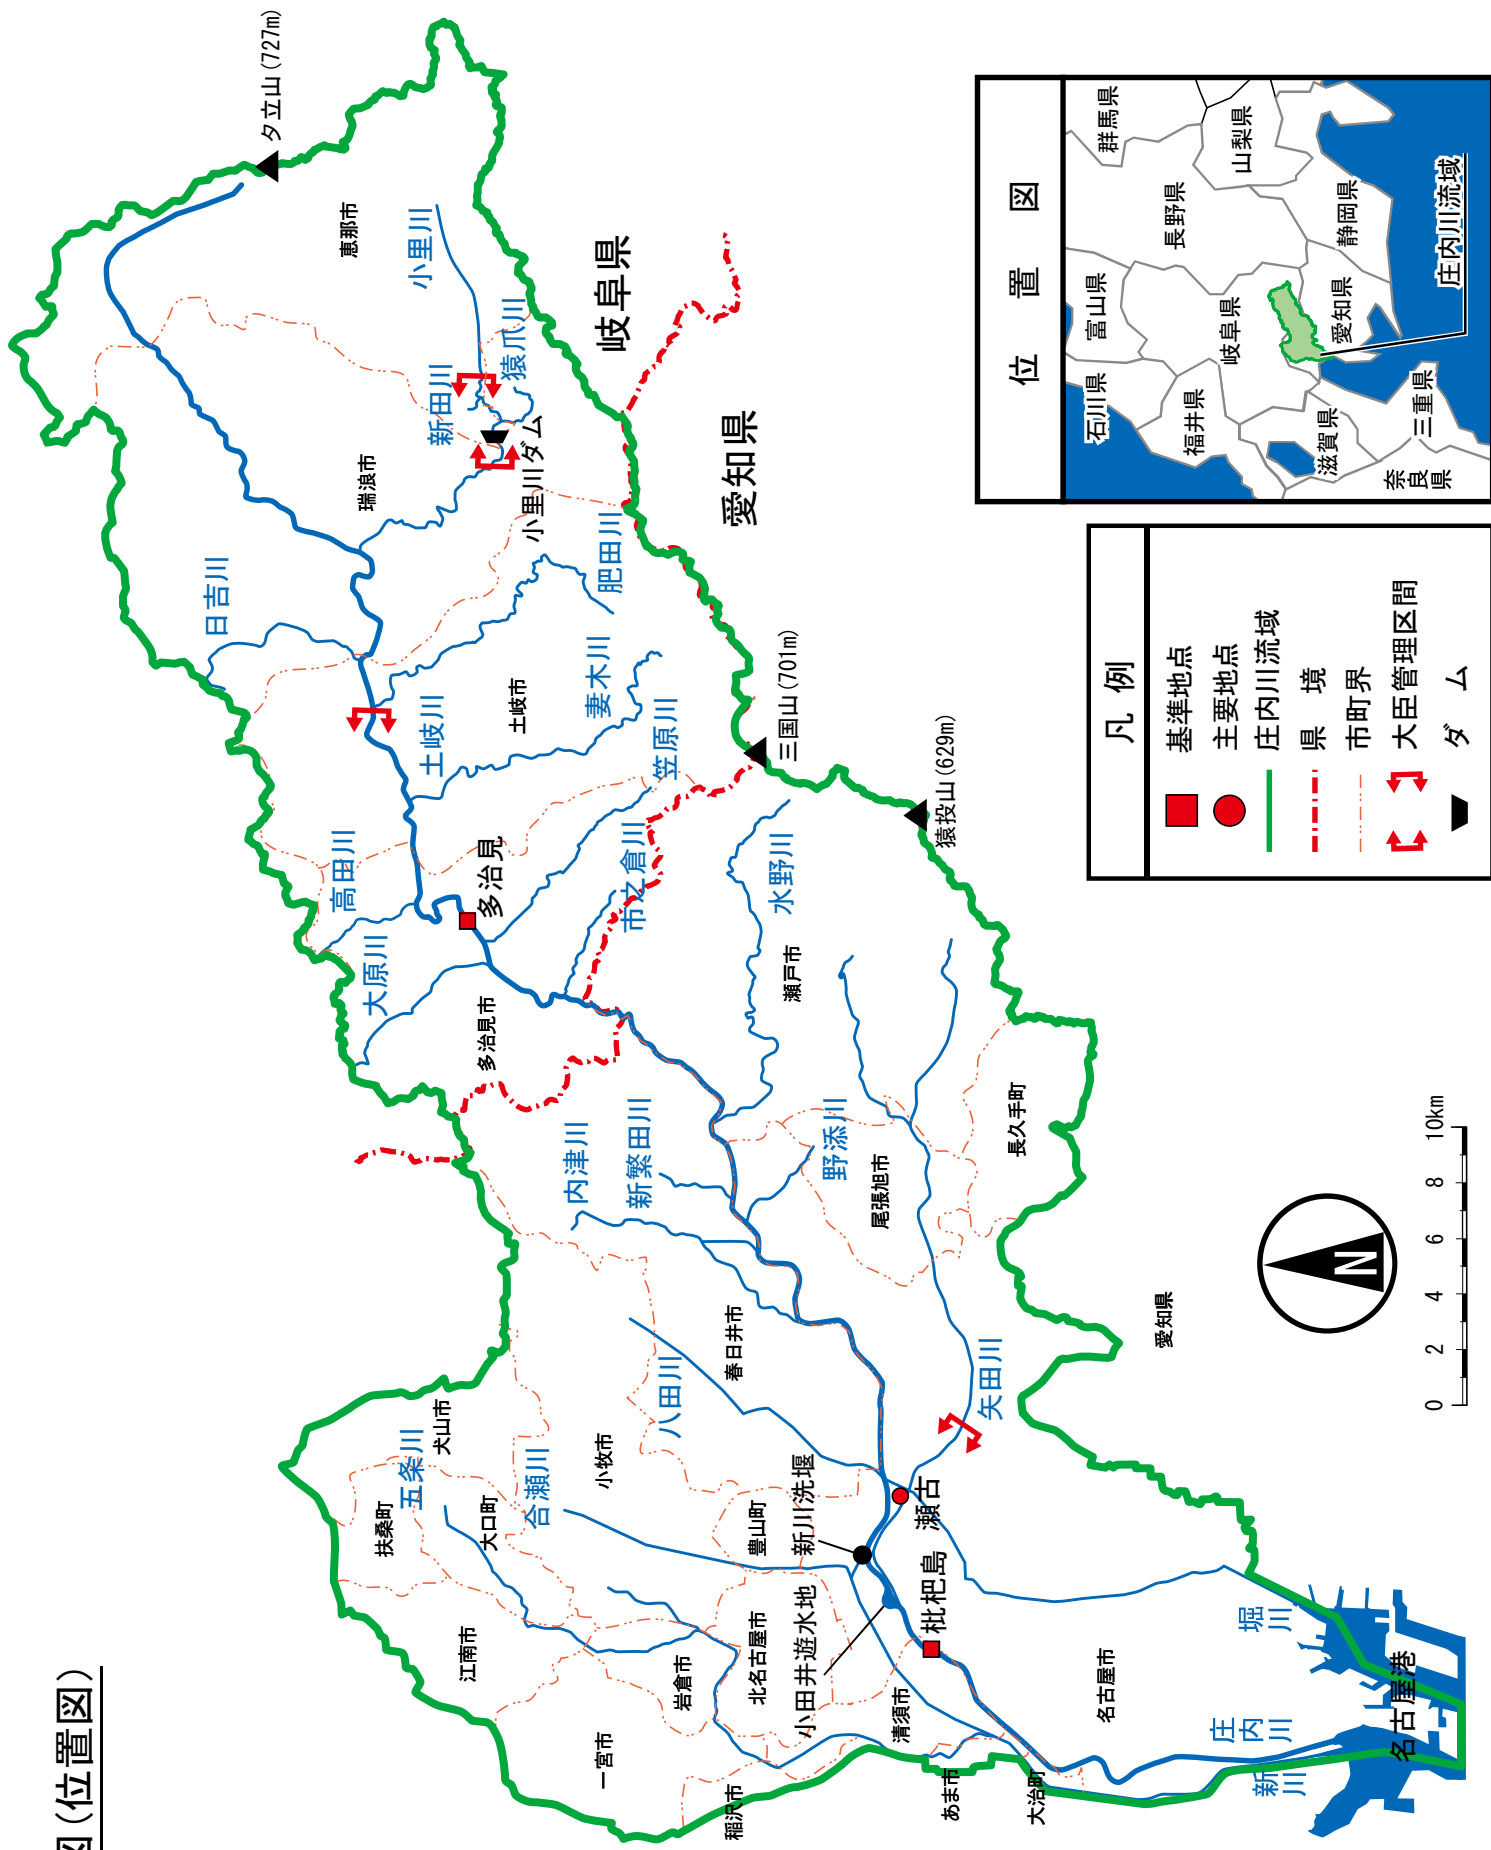 図(位置図)
夕立山(727m)
恵那市
小里川
猿爪川
新田川
小里川ダム
瑞浪市
日吉川
肥田川
妻木川
土岐市
土岐川
笠原川
岐阜県
愛知県
三国山(701m)
猿投山(629m)
高田川
多治見
大原川
市之倉川
多治見市
水野川
瀬戸市
内津川
新繁田川
野添川
尾張旭市
長久手町
春日井市
八田川
矢田川
愛知県
犬山市
五条川
扶桑町
大口町
合瀬川
小牧市
豊山町
新川洗堰
瀬古
枇杷島
小田井遊水地
江南市
岩倉市
北名古屋市
一宮市
清須市
稲沢市
あま市
大治町
名古屋市
堀川
庄内川
新川
名古屋港
0 2 4 6 8 10km
N
凡例
基準地点
主要地点
庄内川流域
県境
市町界
大臣管理区間
ダム
位置図
群馬県
山梨県
長野県
静岡県
富山県
岐阜県
愛知県
石川県
福井県
滋賀県
三重県
奈良県
庄内川流域